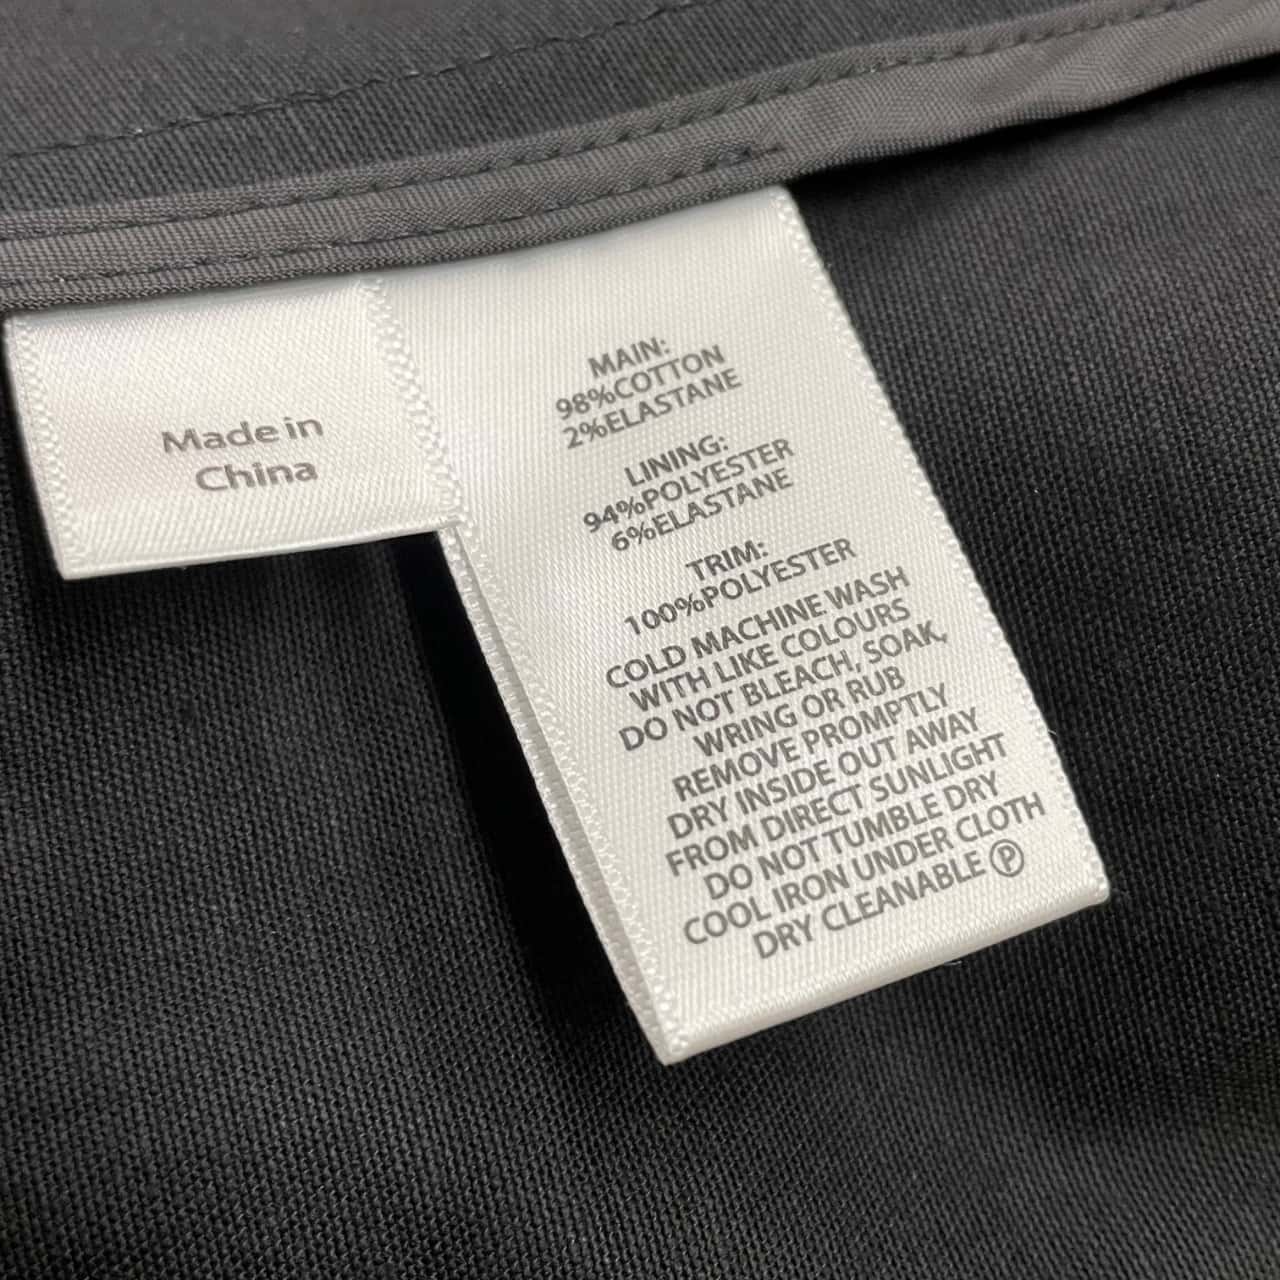 Made in
China
MAIN:
98%COTTON
2%ELASTANE
LINING:
94%POLYESTER
6%ELASTANE
TRIM:
100%POLYESTER
COLD MACHINE WASH
WITH LIKE COLOURS
DO NOT BLEACH, SOAK,
WRING OR RUB
REMOVE PROMPTLY
DRY INSIDE OUT AWAY
FROM DIRECT SUNLIGHT
DO NOT TUMBLE DRY
COOL IRON UNDER CLOTH
DRY CLEANABLE Ⓟ